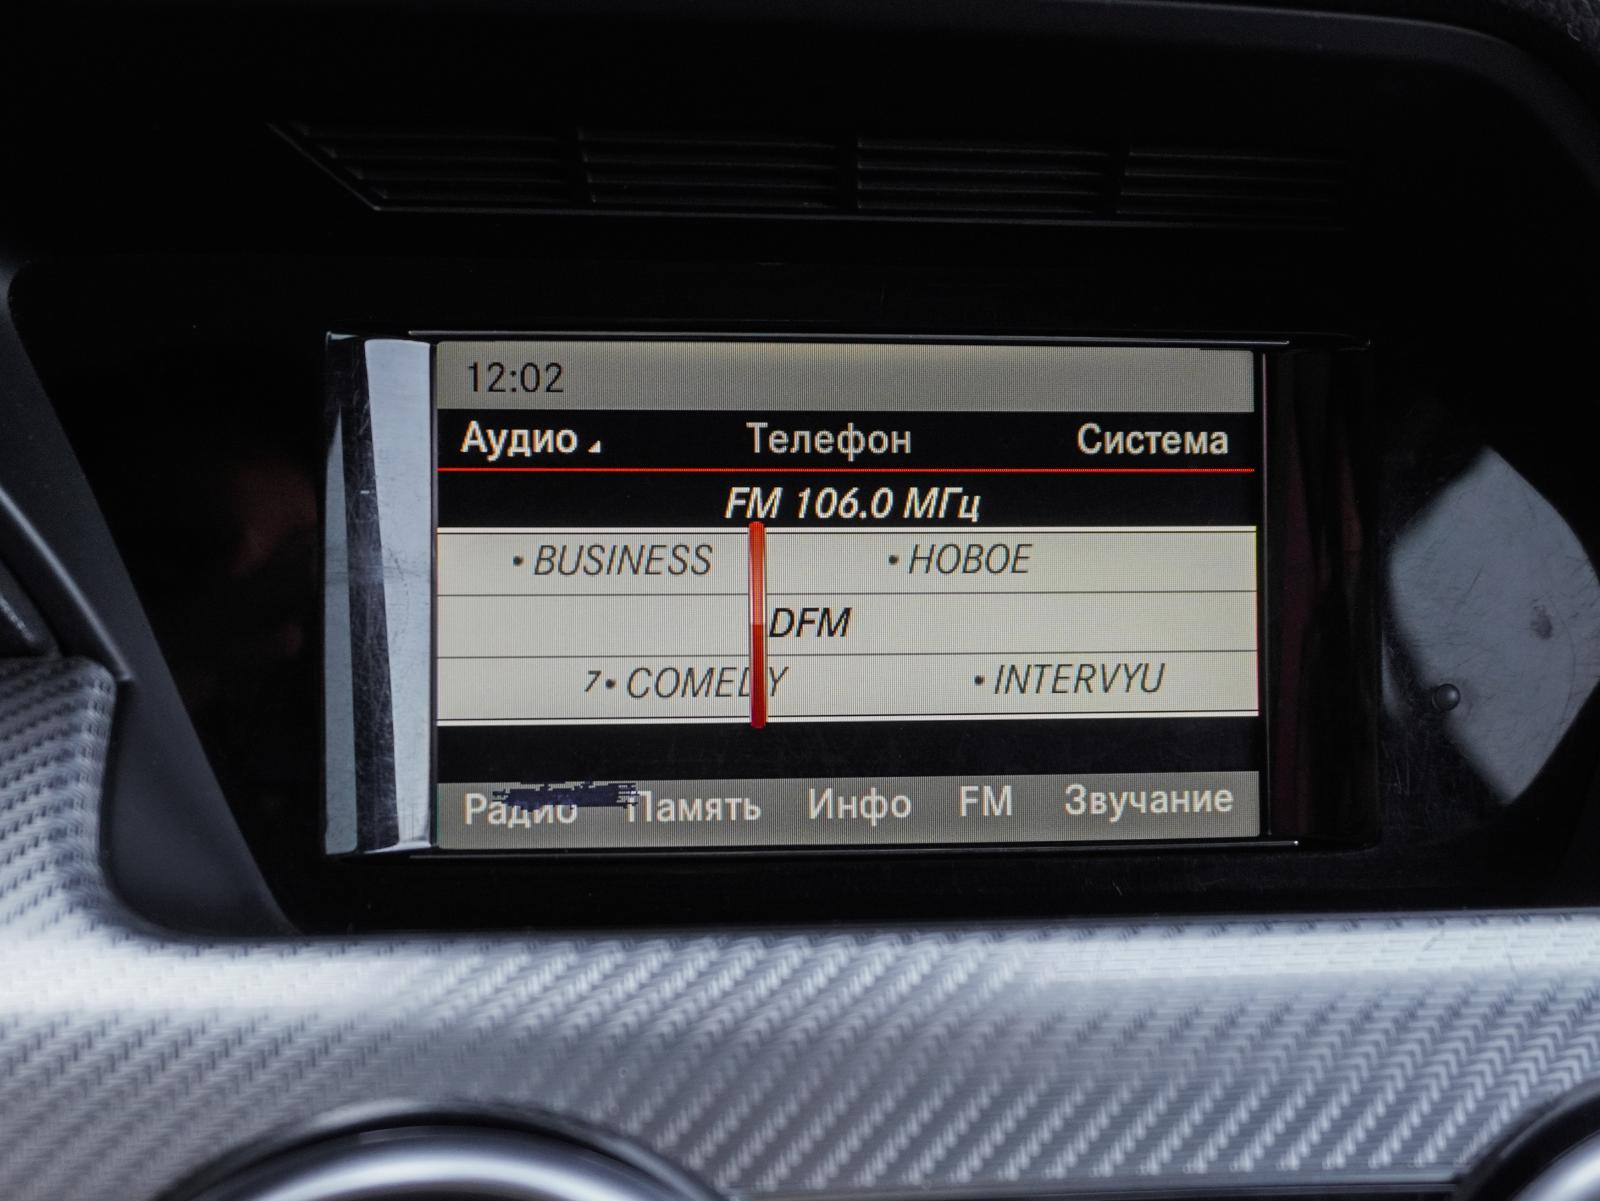 12:02
Аудио Телефон Система
FM 106.0 МГц
• BUSINESS • НОВОЕ
DFM
7• COMEDY • INTERVYU
Радио Память Инфо FM Звучание